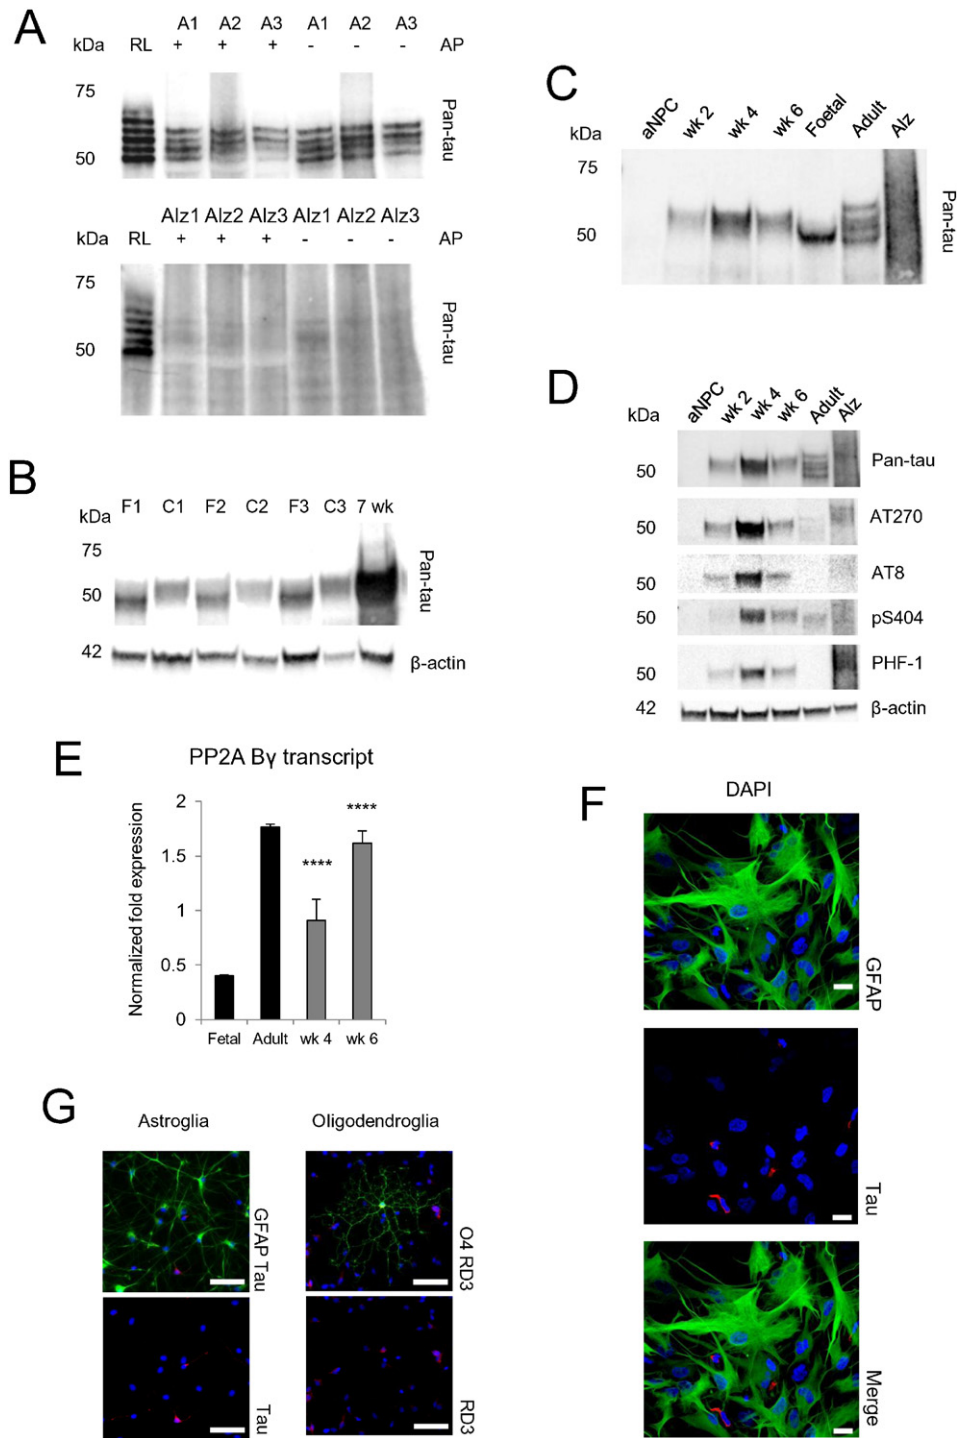 A
A1 A2 A3 A1 A2 A3
kDa RL + + + - - - AP
75
50
Pan-tau
Alz1 Alz2 Alz3 Alz1 Alz2 Alz3
kDa RL + + + - - - AP
75
50
Pan-tau
B
F1 C1 F2 C2 F3 C3 7 wk
kDa
75
50
Pan-tau
42
β-actin
C
aNPC wk 2 wk 4 wk 6 Foetal Adult Alz
kDa
75
50
Pan-tau
D
aNPC wk 2 wk 4 wk 6 Adult Alz
kDa
50 Pan-tau
50 AT270
50 AT8
50 pS404
50 PHF-1
42 β-actin
E
PP2A Bγ transcript
Normalized fold expression
2
1.5
1
0.5
0
****
****
Fetal Adult wk 4 wk 6
F
DAPI
GFAP
Tau
Merge
G
Astroglia Oligodendroglia
GFAP Tau
O4 RD3
Tau
RD3